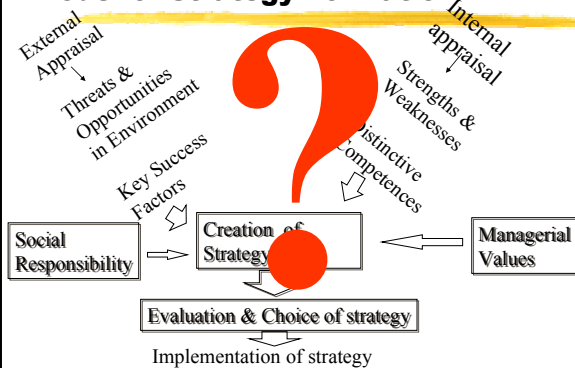 Strategy
External
Appraisal
Threats &
Opportunities
in Environment
Key Success
Factors
?
Internal
appraisal
Strengths &
Weaknesses
Distinctive
Competences
Social
Responsibility
Creation of
Strategy
Managerial
Values
Evaluation & Choice of strategy
Implementation of strategy